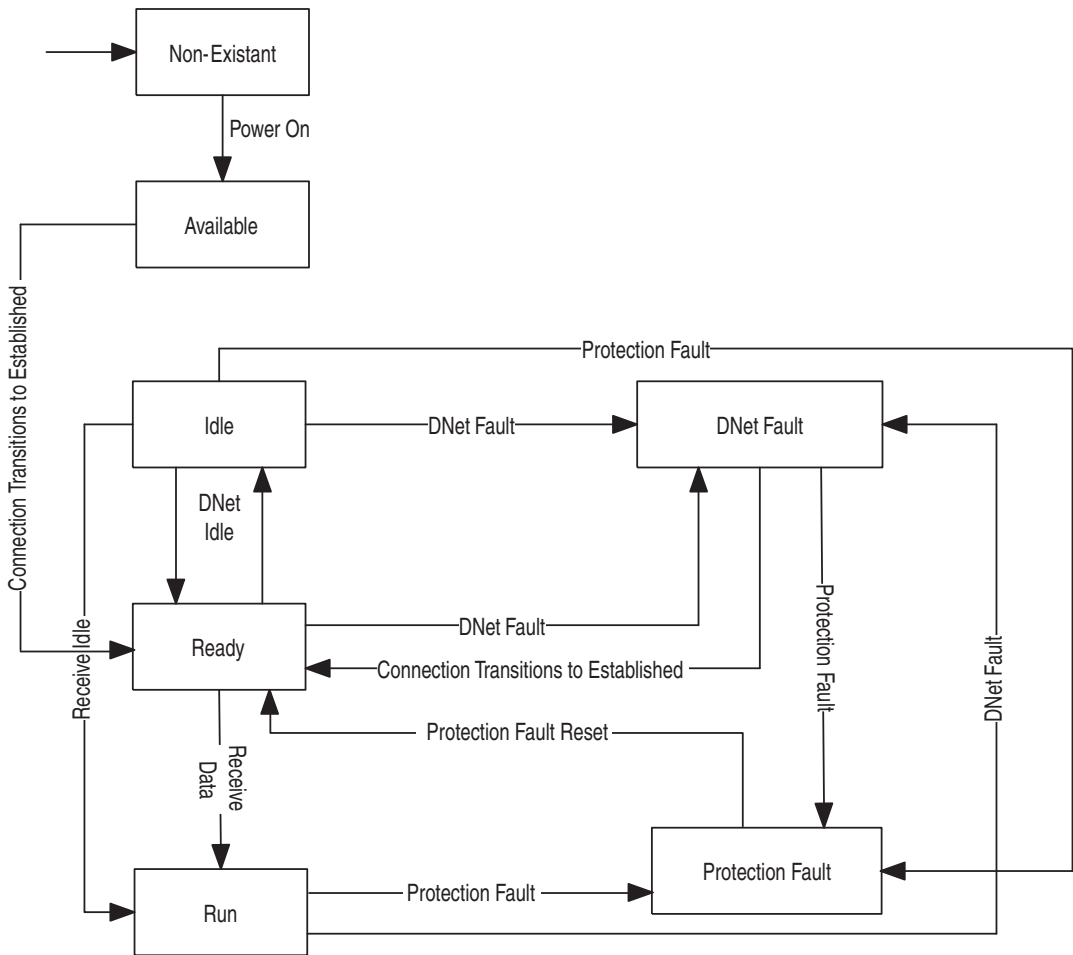 Non-Existant
Power On
Available
Connection Transitions to Established
Protection Fault
Idle
DNet Fault
DNet Fault
DNet
Idle
Protection Fault
Ready
DNet Fault
Connection Transitions to Established
Receive Idle
DNet Fault
Protection Fault Reset
Receive
Data
Protection Fault
Run
Protection Fault